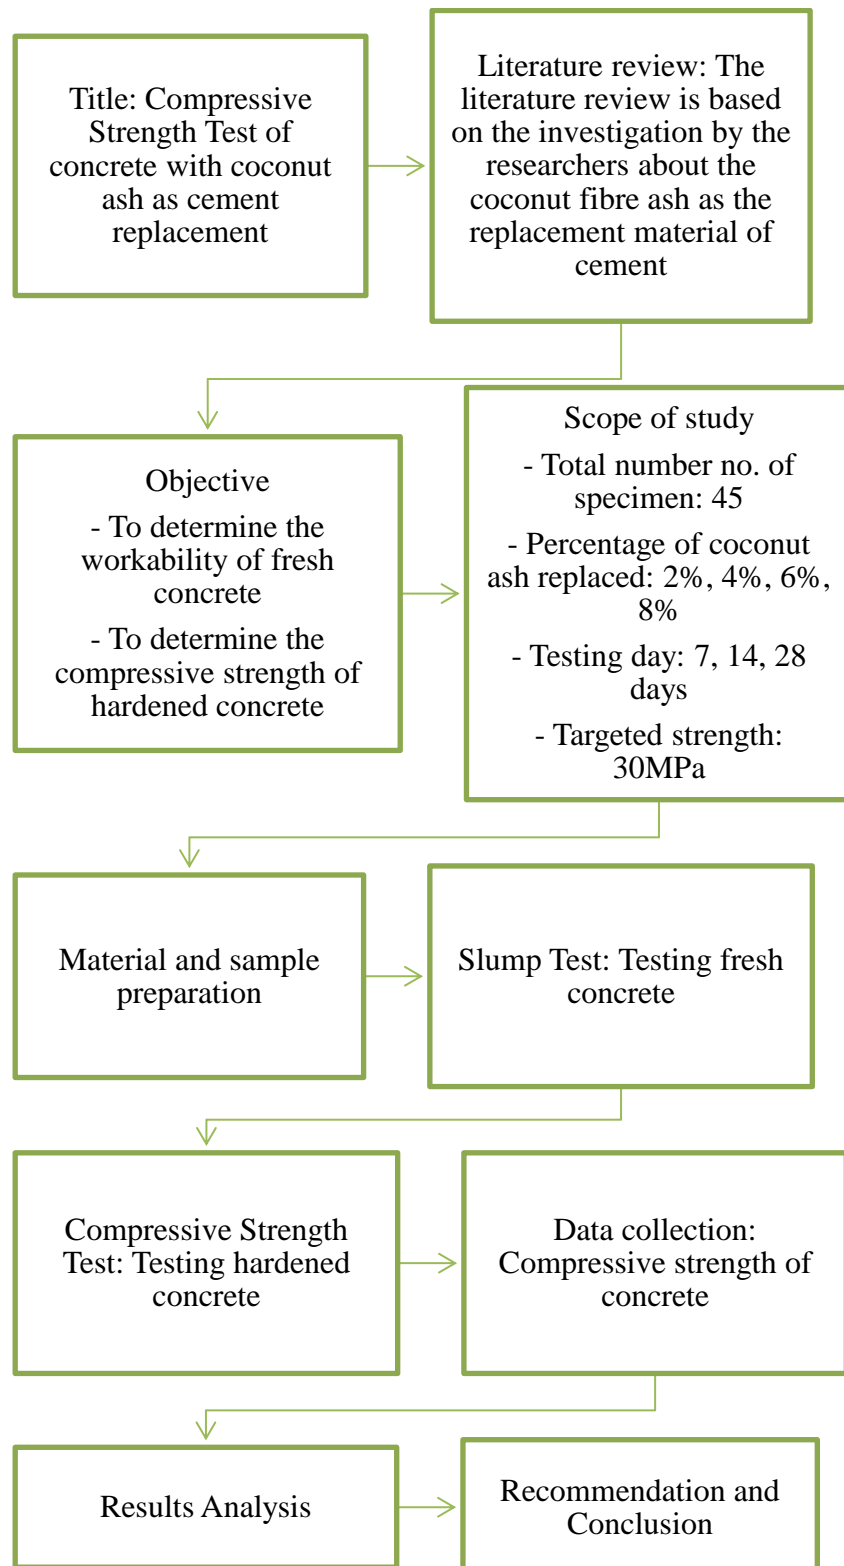 Title: Compressive
Strength Test of
concrete with coconut
ash as cement
replacement
Literature review: The
literature review is based
on the investigation by the
researchers about the
coconut fibre ash as the
replacement material of
cement
Objective
- To determine the
workability of fresh
concrete
- To determine the
compressive strength of
hardened concrete
Scope of study
- Total number no. of
specimen: 45
- Percentage of coconut
ash replaced: 2%, 4%, 6%,
8%
- Testing day: 7, 14, 28
days
- Targeted strength:
30MPa
Material and sample
preparation
Slump Test: Testing fresh
concrete
Compressive Strength
Test: Testing hardened
concrete
Data collection:
Compressive strength of
concrete
Results Analysis
Recommendation and
Conclusion